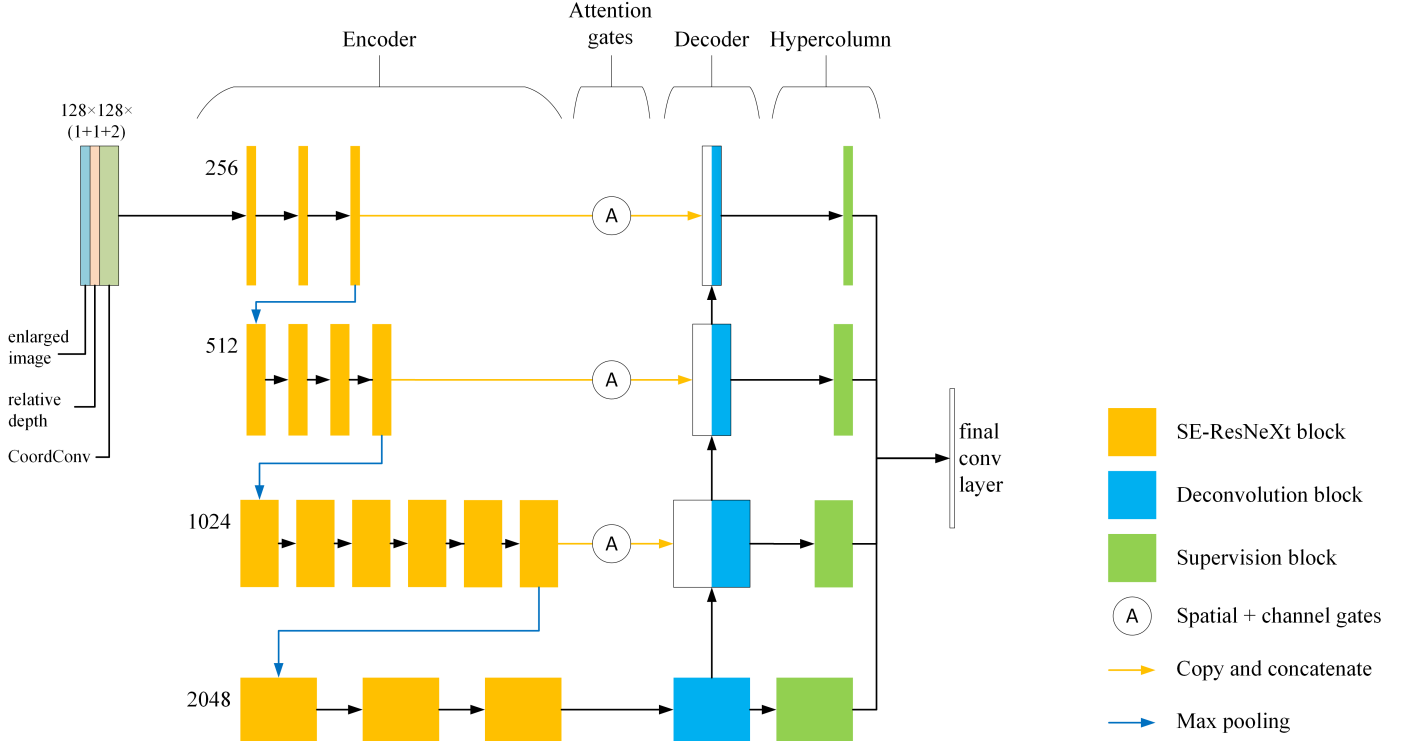 Attention
gates
Encoder
Decoder
Hypercolumn
128×128×
(1+1+2)
256
A
enlarged
image
512
A
relative
depth
CoordConv
final
conv
layer
1024
A
2048
SE-ResNeXt block
Deconvolution block
Supervision block
A
Spatial + channel gates
Copy and concatenate
Max pooling